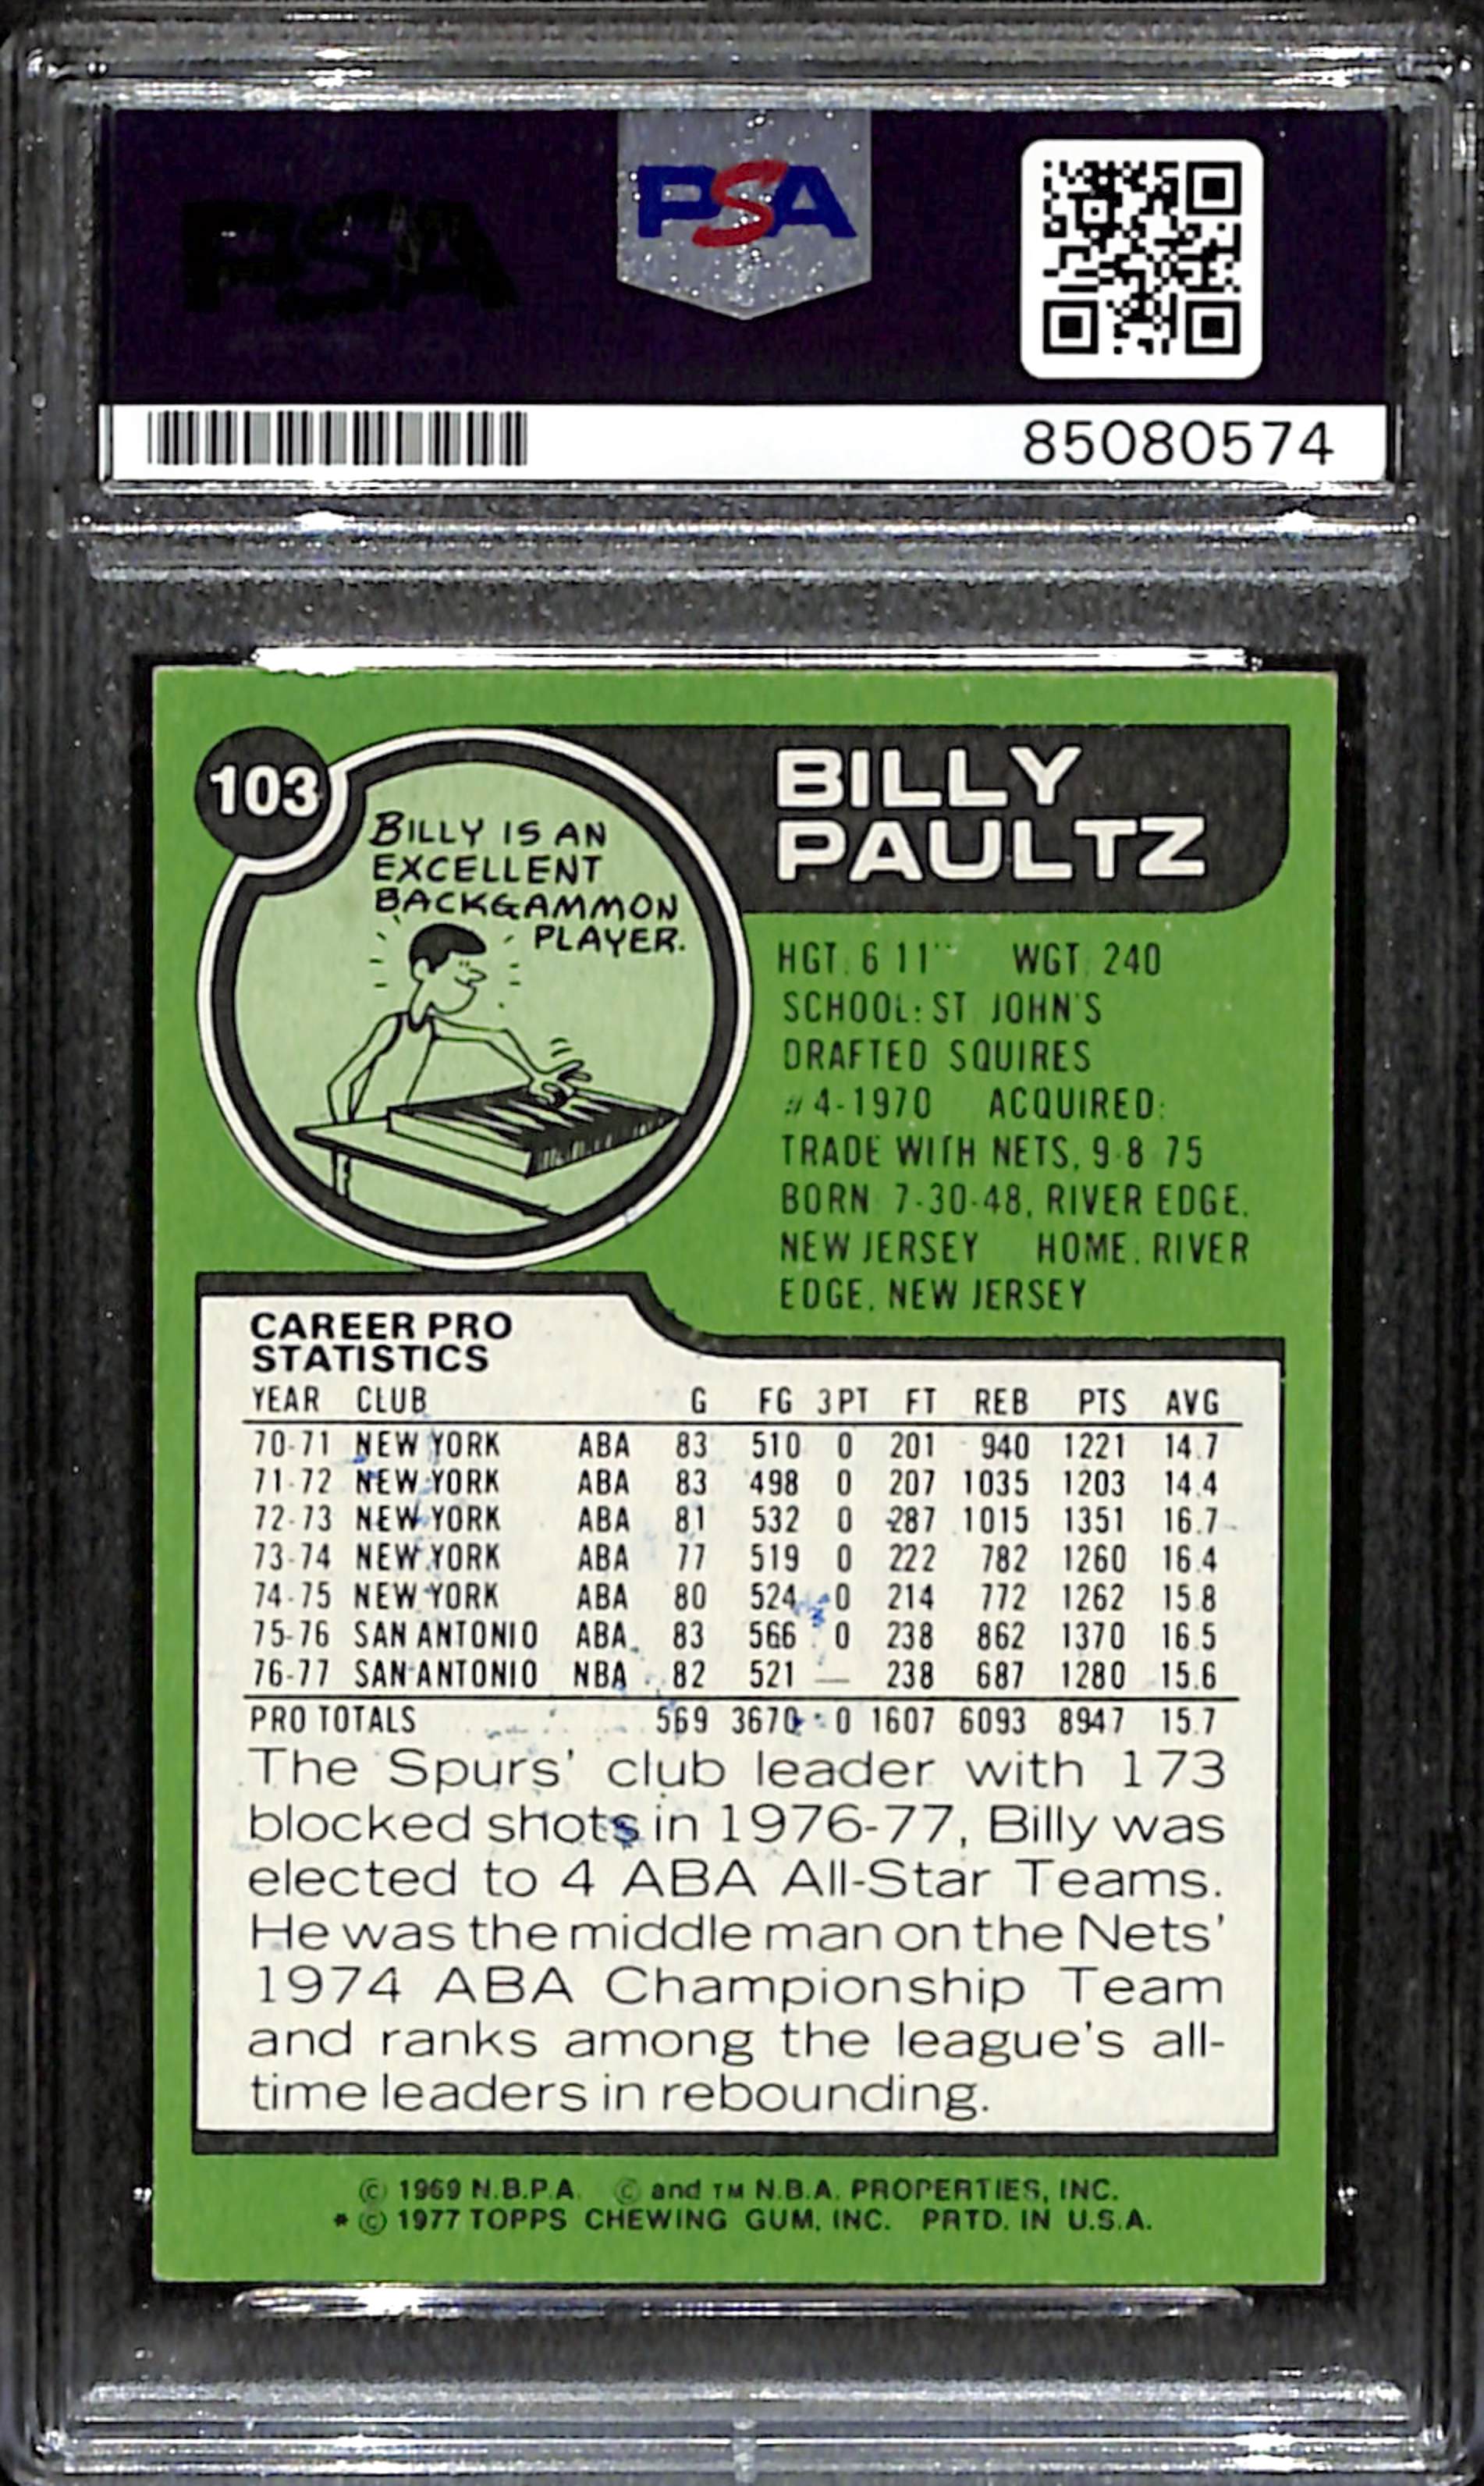 PSA
PSA
85080574
103
BILLY IS AN
EXCELLENT
BACKGAMMON
PLAYER.
BILLY
PAULTZ
HGT. 6 11" WGT. 240
SCHOOL: ST. JOHN'S
DRAFTED SQUIRES
#4-1970 ACQUIRED:
TRADE WITH NETS, 9-8-75
BORN 7-30-48, RIVER EDGE,
NEW JERSEY HOME. RIVER
EDGE, NEW JERSEY
CAREER PRO
STATISTICS
YEAR CLUB G FG 3PT FT REB PTS AVG
70-71 NEW YORK ABA 83 510 0 201 940 1221 14.7
71-72 NEW YORK ABA 83 498 0 207 1035 1203 14.4
72-73 NEW YORK ABA 81 532 0 287 1015 1351 16.7
73-74 NEW YORK ABA 77 519 0 222 782 1260 16.4
74-75 NEW YORK ABA 80 524 0 214 772 1262 15.8
75-76 SAN ANTONIO ABA 83 566 0 238 862 1370 16.5
76-77 SAN ANTONIO NBA 82 521 — 238 687 1280 15.6
PRO TOTALS 569 3670 0 1607 6093 8947 15.7
The Spurs' club leader with 173
blocked shots in 1976-77, Billy was
elected to 4 ABA All-Star Teams.
He was the middle man on the Nets'
1974 ABA Championship Team
and ranks among the league's all-
time leaders in rebounding.
© 1969 N.B.P.A. © and TM N.B.A. PROPERTIES, INC.
* © 1977 TOPPS CHEWING GUM, INC. PRTD. IN U.S.A.